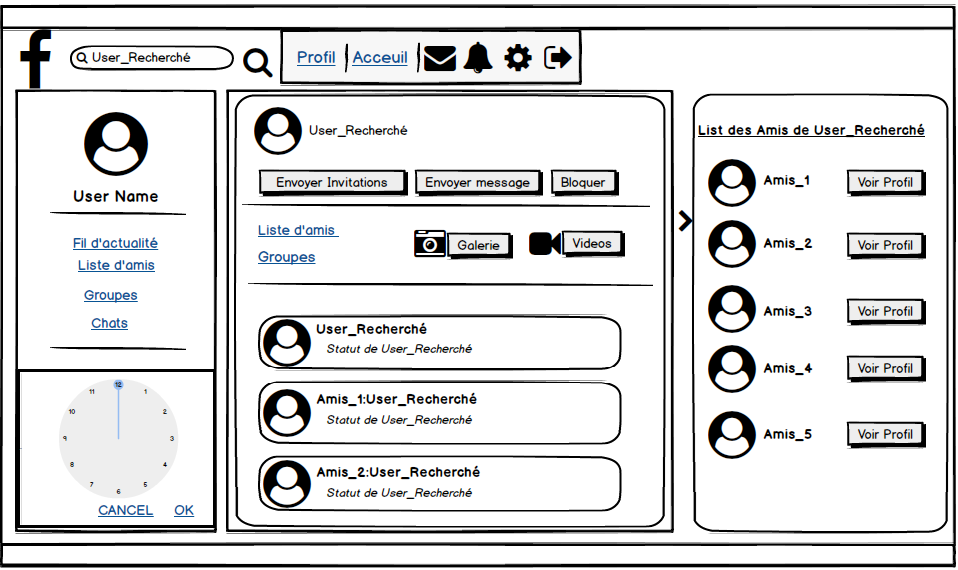 f
User_Recherché
Profil
Acceuil
User Name
Fil d'actualité
Liste d'amis
Groupes
Chats
12
1
2
3
4
5
6
7
8
9
10
11
CANCEL OK
User_Recherché
Envoyer Invitations Envoyer message Bloquer
Liste d'amis
Groupes
Galerie
Videos
User_Recherché
Statut de User_Recherché
Amis_1:User_Recherché
Statut de User_Recherché
Amis_2:User_Recherché
Statut de User_Recherché
List des Amis de User_Recherché
Amis_1 Voir Profil
Amis_2 Voir Profil
Amis_3 Voir Profil
Amis_4 Voir Profil
Amis_5 Voir Profil